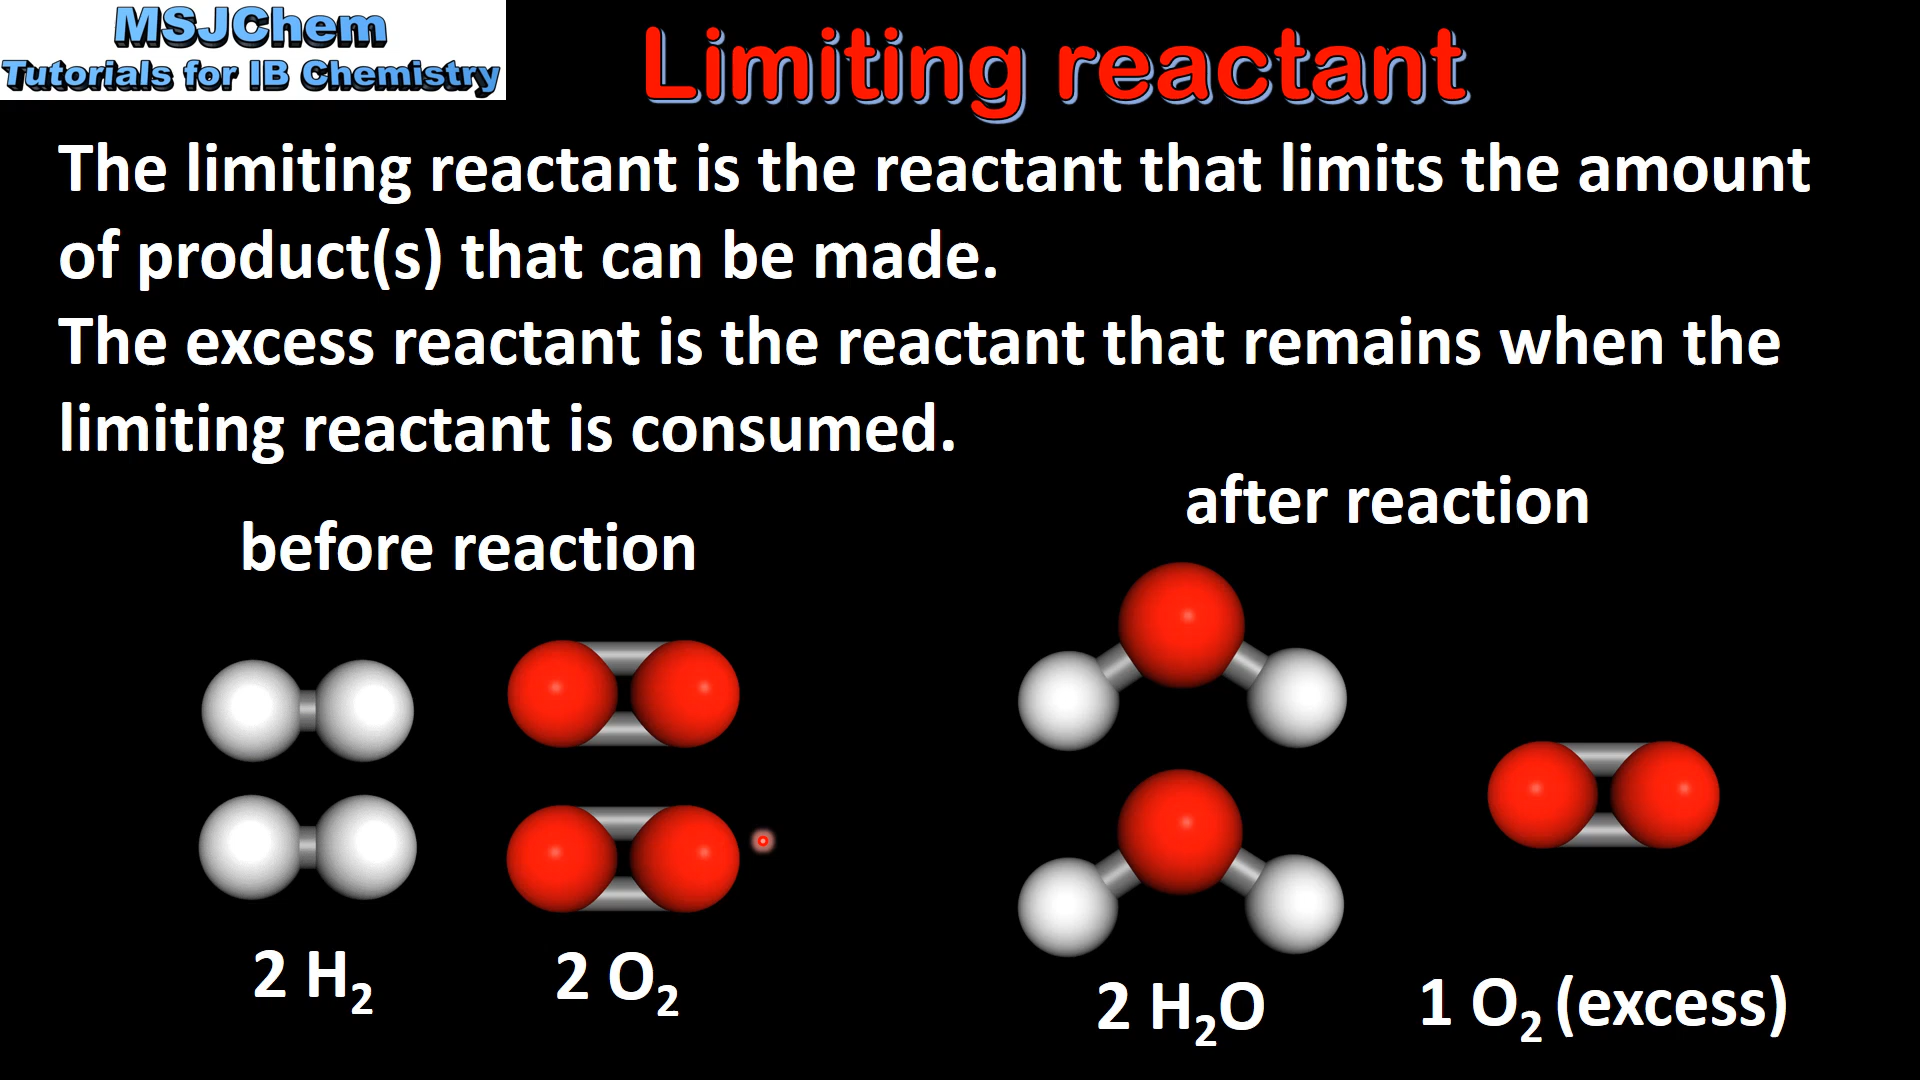 MSJChem
Tutorials for IB Chemistry
Limiting reactant
The limiting reactant is the reactant that limits the amount
of product(s) that can be made.
The excess reactant is the reactant that remains when the
limiting reactant is consumed.
before reaction
after reaction
2 H₂
2 O₂
2 H₂O
1 O₂ (excess)